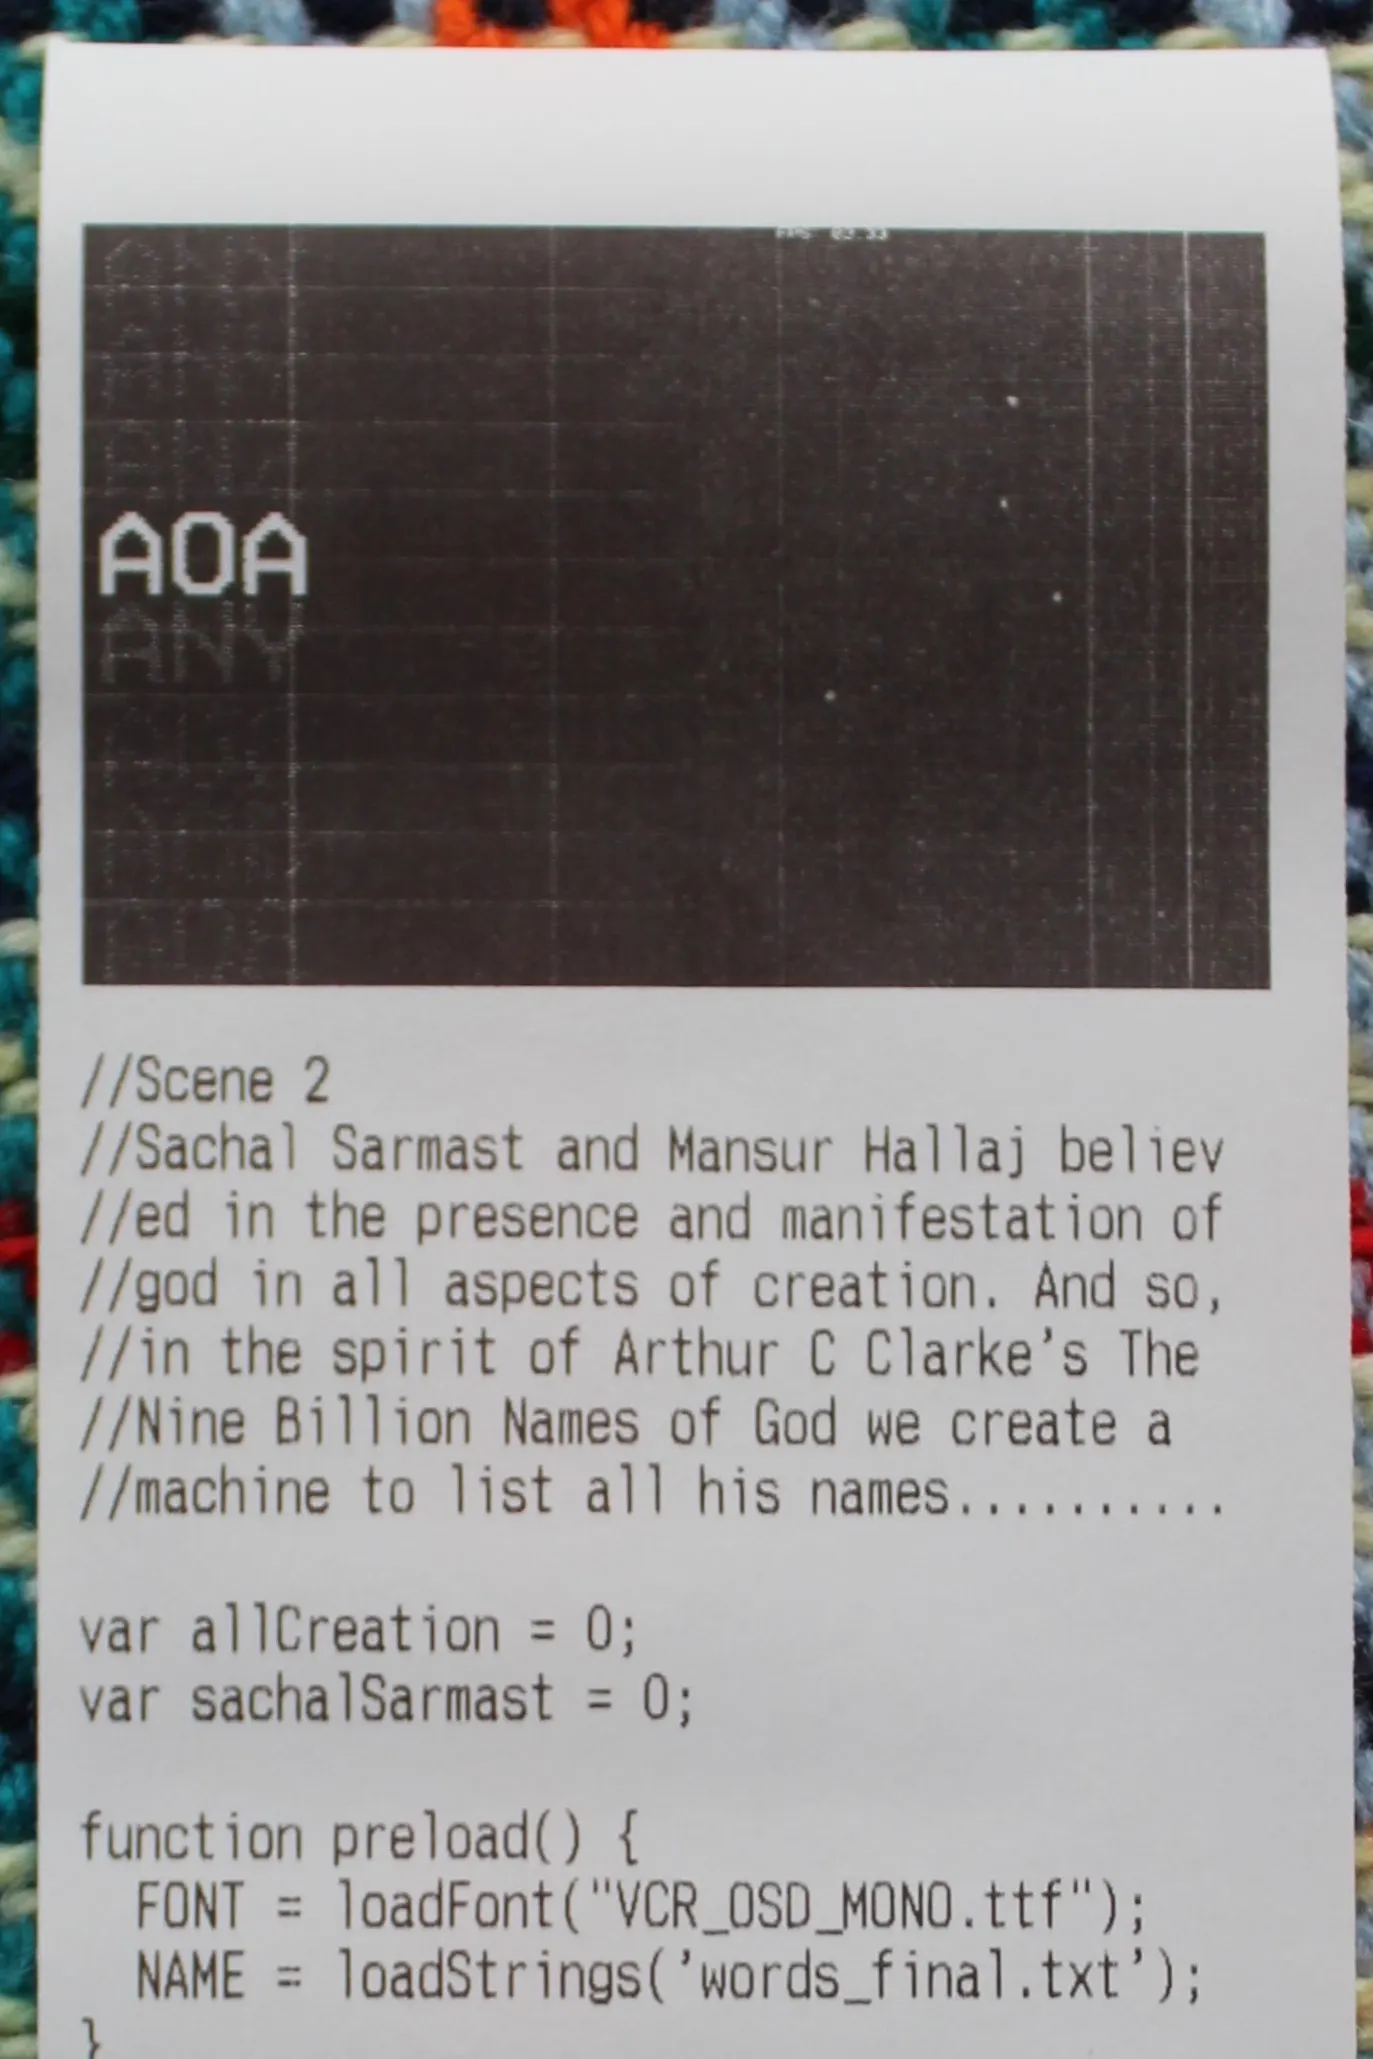 AOA
ANY
//Scene 2
//Sachal Sarmast and Mansur Hallaj believ
//ed in the presence and manifestation of
//god in all aspects of creation. And so,
//in the spirit of Arthur C Clarke's The
//Nine Billion Names of God we create a
//machine to list all his names..........
var allCreation = 0;
var sachalSarmast = 0;
function preload() {
  FONT = loadFont("VCR_OSD_MONO.ttf");
  NAME = loadStrings('words_final.txt');
}